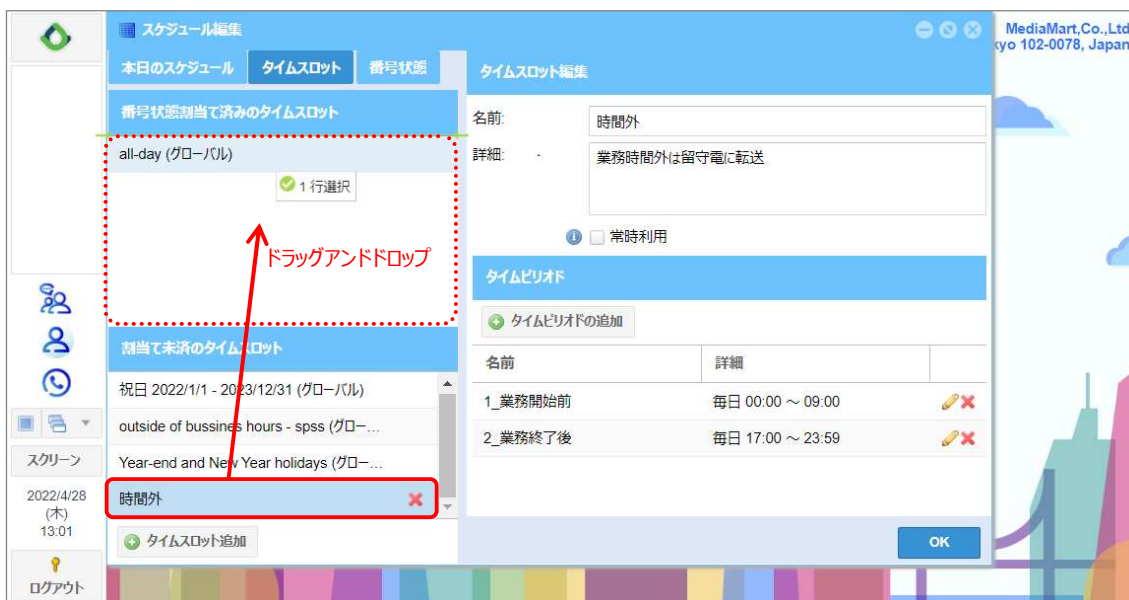 スケジュール編集
MediaMart,Co.,Ltd
kyo 102-0078, Japan
本日のスケジュール
タイムスロット
番号状態
番号状態割当て済みのタイムスロット
all-day (グローバル)
1 行選択
ドラッグアンドドロップ
割当て未済のタイムスロット
祝日 2022/1/1 - 2023/12/31 (グローバル)
outside of bussines hours - spss (グロー...
Year-end and New Year holidays (グロー...
時間外
タイムスロット追加
タイムスロット編集
名前:
時間外
詳細:
業務時間外は留守電に転送
常時利用
タイムピリオド
タイムピリオドの追加
名前
詳細
1_業務開始前
毎日 00:00 ～ 09:00
2_業務終了後
毎日 17:00 ～ 23:59
OK
スクリーン
2022/4/28
(木)
13:01
ログアウト